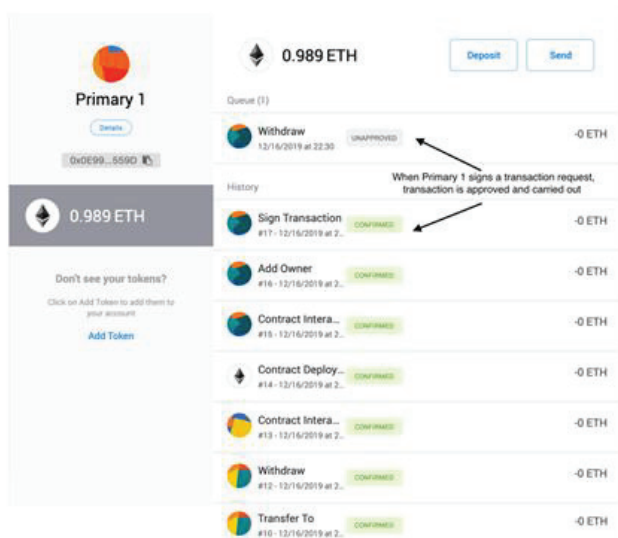 Primary 1
Details
0x0E99...559D
0.989 ETH
Don't see your tokens?
Click on Add Token to add them to
your account
Add Token
0.989 ETH
Deposit
Send
Queue (1)
Withdraw
UNAPPROVED
-0 ETH
12/16/2019 at 22:30
When Primary 1 signs a transaction request,
transaction is approved and carried out
History
Sign Transaction
CONFIRMED
-0 ETH
#17 - 12/16/2019 at 2...
Add Owner
CONFIRMED
-0 ETH
#16 - 12/16/2019 at 2...
Contract Intera...
CONFIRMED
-0 ETH
#15 - 12/16/2019 at 2...
Contract Deploy...
CONFIRMED
-0 ETH
#14 - 12/16/2019 at 2...
Contract Intera...
CONFIRMED
-0 ETH
#13 - 12/16/2019 at 2...
Withdraw
CONFIRMED
-0 ETH
#12 - 12/16/2019 at 2...
Transfer To
CONFIRMED
-0 ETH
#10 - 12/16/2019 at 2...